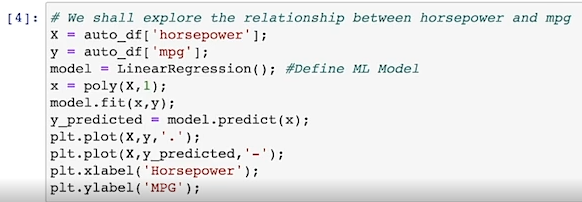 [4]: # We shall explore the relationship between horsepower and mpg
X = auto_df['horsepower'];
y = auto_df['mpg'];
model = LinearRegression(); #Define ML Model
x = poly(X,1);
model.fit(x,y);
y_predicted = model.predict(x);
plt.plot(X,y,'.');
plt.plot(X,y_predicted,'-');
plt.xlabel('Horsepower');
plt.ylabel('MPG');